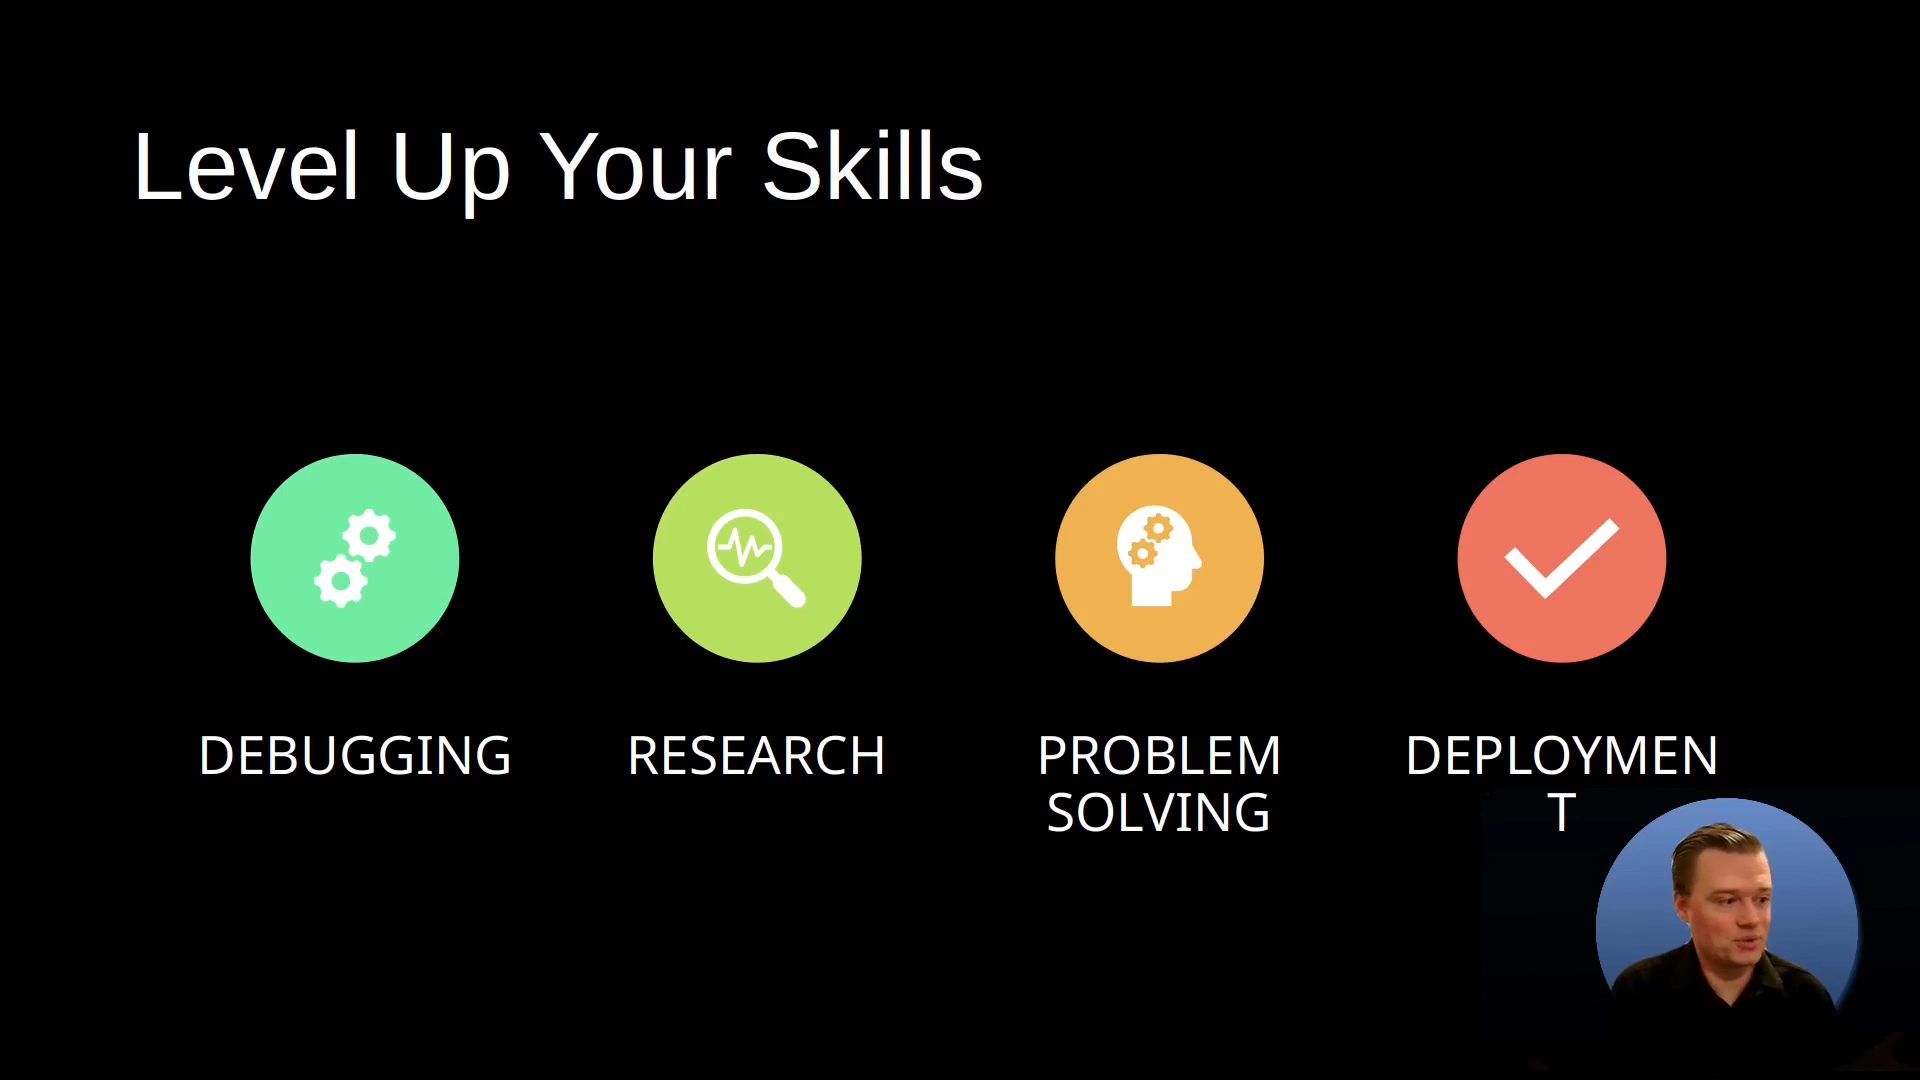 Level Up Your Skills
DEBUGGING
RESEARCH
PROBLEM
SOLVING
DEPLOYMEN
T